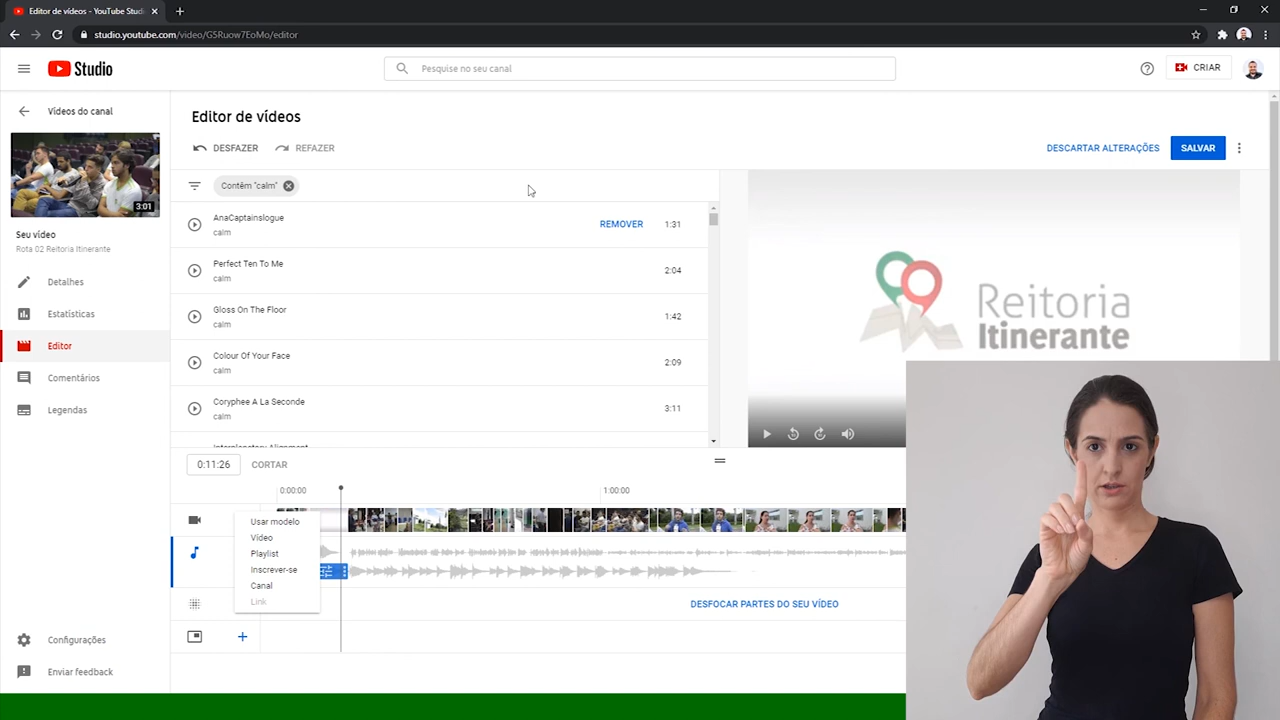 Editor de vídeos - YouTube Studi
studio.youtube.com/video/G5Ruow7EoMo/editor
Studio
Pesquise no seu canal
CRIAR
Vídeos do canal
3:01
Seu vídeo
Rota 02 Reitoria Itinerante
Detalhes
Estatísticas
Editor
Comentários
Legendas
Configurações
Enviar feedback
Editor de vídeos
DESFAZER
REFAZER
DESCARTAR ALTERAÇÕES
SALVAR
Contém "calm"
AnaCaptainslogue
calm
REMOVER
1:31
Perfect Ten To Me
calm
2:04
Gloss On The Floor
calm
1:42
Colour Of Your Face
calm
2:09
Coryphee A La Seconde
calm
3:11
Interplanetary Alignment
Reitoria
Itinerante
0:11:26
CORTAR
0:00:00
1:00:00
Usar modelo
Vídeo
Playlist
Inscrever-se
Canal
Link
DESFOCAR PARTES DO SEU VÍDEO